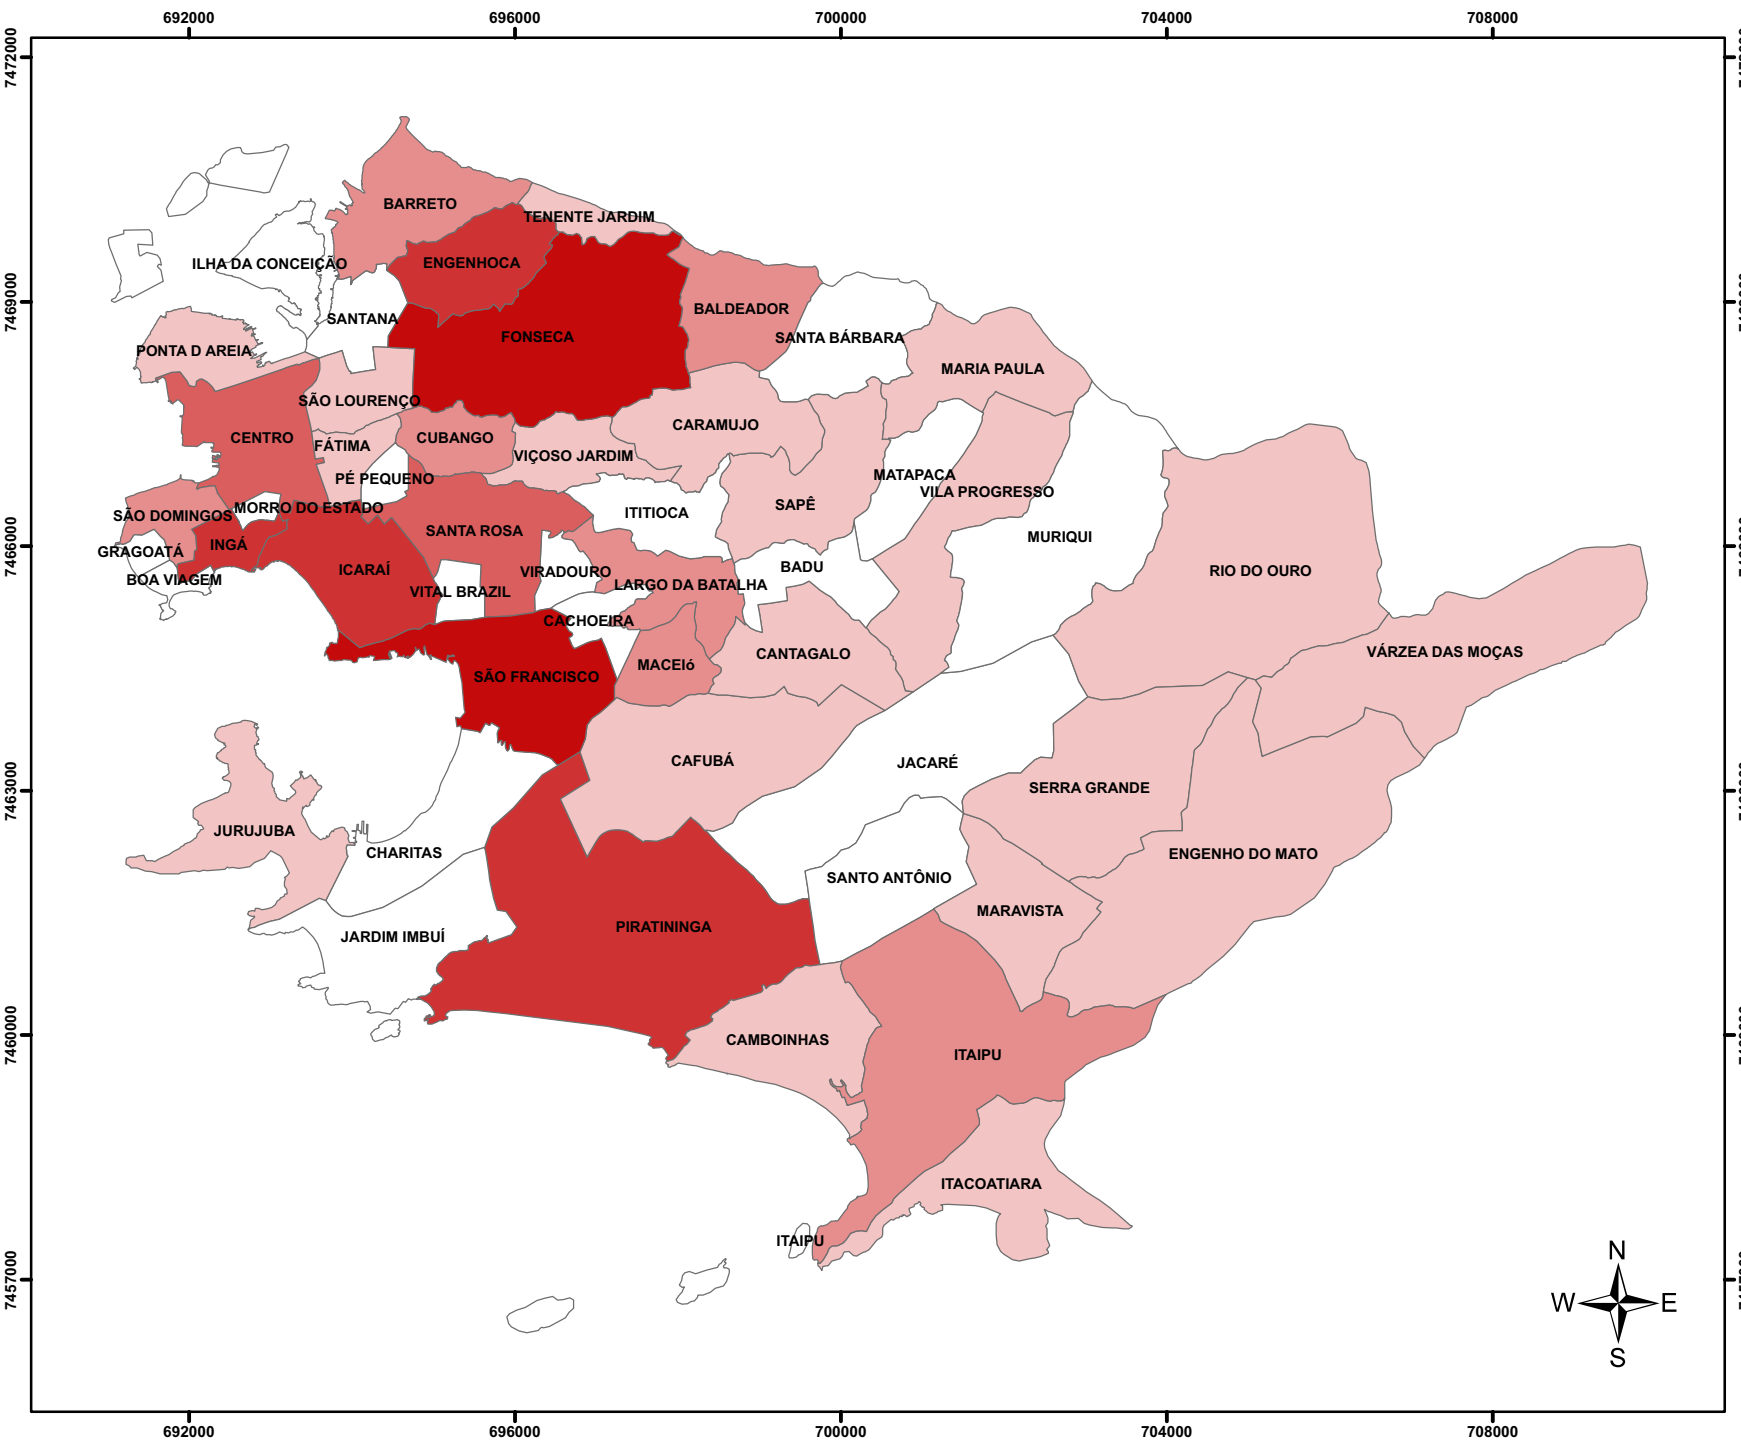 692000
696000
700000
704000
708000
7472000
7469000
7466000
7463000
7460000
7457000
BARRETO
TENENTE JARDIM
ILHA DA CONCEIÇÃO
ENGENHOCA
SANTANA
FONSECA
BALDEADOR
SANTA BÁRBARA
PONTA D AREIA
MARIA PAULA
SÃO LOURENÇO
CENTRO
FÁTIMA
CUBANGO
CARAMUJO
VIÇOSO JARDIM
PÉ PEQUENO
MATAPACA
VILA PROGRESSO
SÃO DOMINGOS
MORRO DO ESTADO
ITITIOCA
SAPÊ
SANTA ROSA
MURIQUI
GRAGOATÁ
INGÁ
BOA VIAGEM
ICARAÍ
VIRADOURO
BADU
RIO DO OURO
VITAL BRAZIL
LARGO DA BATALHA
CACHOEIRA
MACEIó
CANTAGALO
VÁRZEA DAS MOÇAS
SÃO FRANCISCO
CAFUBÁ
JACARÉ
SERRA GRANDE
JURUJUBA
CHARITAS
ENGENHO DO MATO
SANTO ANTÔNIO
MARAVISTA
PIRATININGA
JARDIM IMBUÍ
CAMBOINHAS
ITAIPU
ITACOATIARA
ITAIPU
N
W
E
S
692000
696000
700000
704000
708000